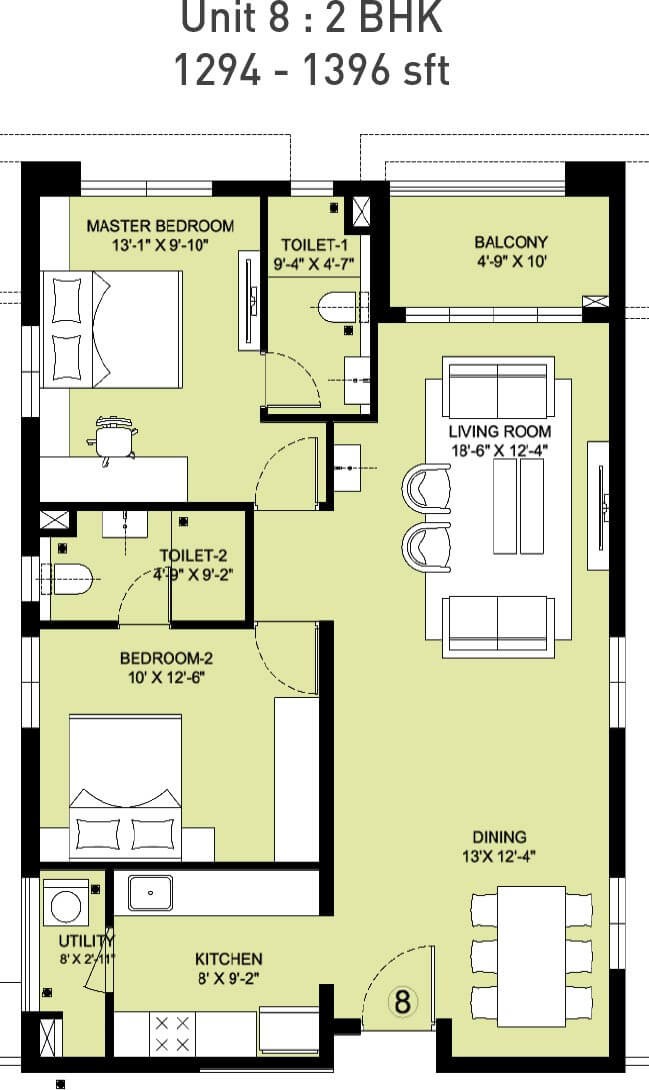 Unit 8 : 2 BHK
1294 - 1396 sft
MASTER BEDROOM
13'-1" X 9'-10"
TOILET-1
9'-4" X 4'-7"
BALCONY
4'-9" X 10'
LIVING ROOM
18'-6" X 12'-4"
TOILET-2
4'-9" X 9'-2"
BEDROOM-2
10' X 12'-6"
DINING
13'X 12'-4"
UTILITY
8' X 2'-11"
KITCHEN
8' X 9'-2"
8